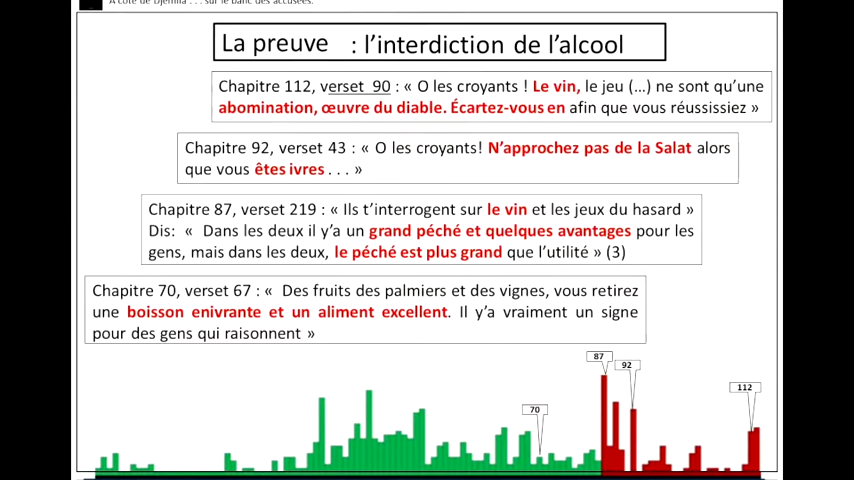 A côté de Djemila . . . sur le banc des accusées.
La preuve : l’interdiction de l’alcool
Chapitre 112, verset 90 : « O les croyants ! Le vin, le jeu (…) ne sont qu’une
abomination, œuvre du diable. Écartez-vous en afin que vous réussissiez »
Chapitre 92, verset 43 : « O les croyants! N’approchez pas de la Salat alors
que vous êtes ivres . . . »
Chapitre 87, verset 219 : « Ils t’interrogent sur le vin et les jeux du hasard »
Dis: « Dans les deux il y’a un grand péché et quelques avantages pour les
gens, mais dans les deux, le péché est plus grand que l’utilité » (3)
Chapitre 70, verset 67 : « Des fruits des palmiers et des vignes, vous retirez
une boisson enivrante et un aliment excellent. Il y’a vraiment un signe
pour des gens qui raisonnent »
87
92
112
70